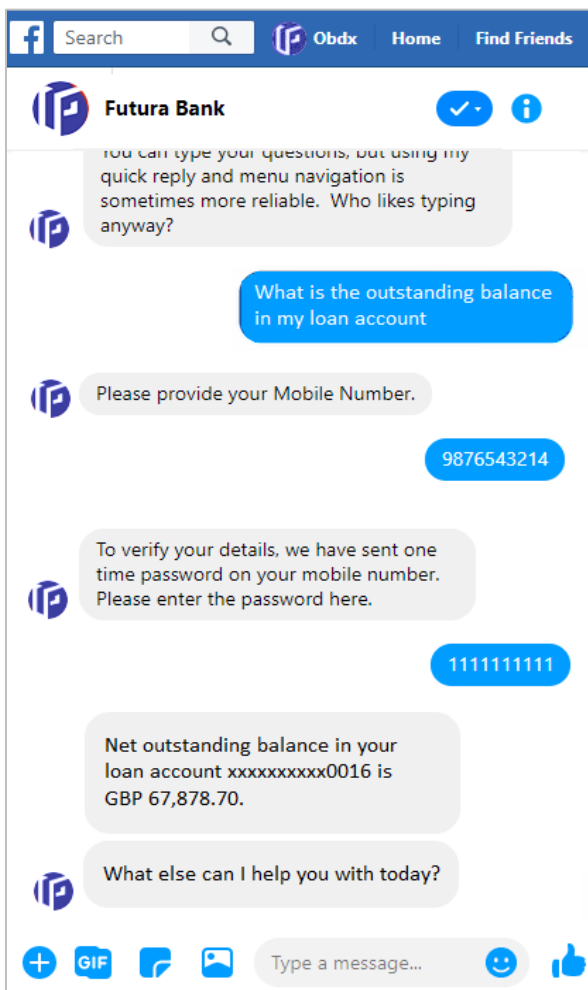 f Search Obdx Home Find Friends
Futura Bank
You can type your questions, but using my
quick reply and menu navigation is
sometimes more reliable. Who likes typing
anyway?
What is the outstanding balance
in my loan account
Please provide your Mobile Number.
9876543214
To verify your details, we have sent one
time password on your mobile number.
Please enter the password here.
1111111111
Net outstanding balance in your
loan account xxxxxxxxxx0016 is
GBP 67,878.70.
What else can I help you with today?
GIF Type a message...